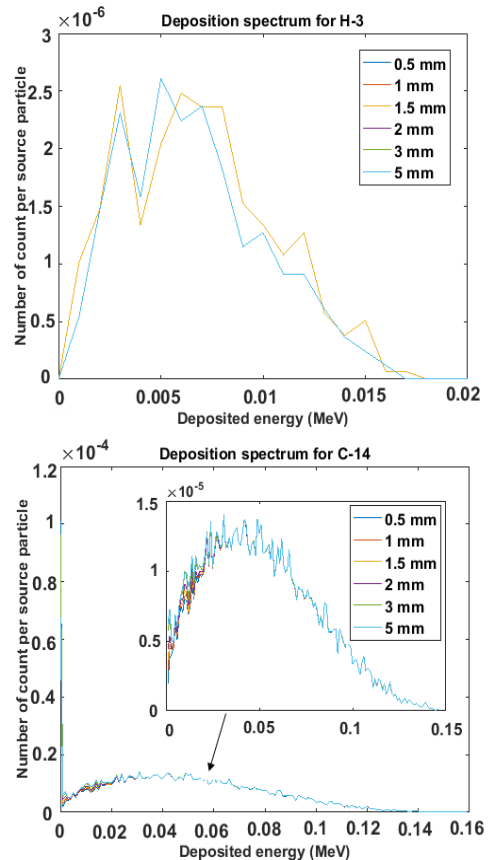 Deposition spectrum for H-3
×10^-6
3
2.5
2
1.5
1
0.5
0
Number of count per source particle
0.5 mm
1 mm
1.5 mm
2 mm
3 mm
5 mm
0 0.005 0.01 0.015 0.02
Deposited energy (MeV)
Deposition spectrum for C-14
×10^-4
1.2
1
0.8
0.6
0.4
0.2
0
Number of count per source particle
×10^-5
1.5
1
0.5
0
0.5 mm
1 mm
1.5 mm
2 mm
3 mm
5 mm
0 0.05 0.1 0.15
0 0.02 0.04 0.06 0.08 0.10 0.12 0.14 0.16
Deposited energy (MeV)